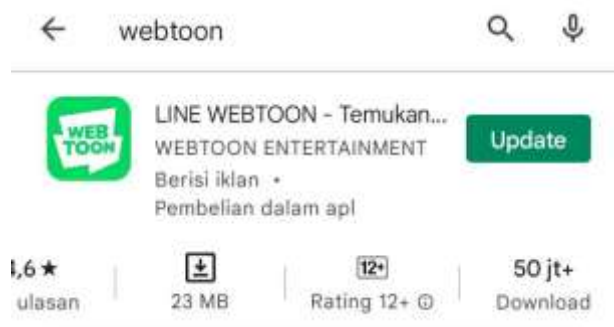 webtoon
WEB
TOON
LINE WEBTOON - Temukan...
WEBTOON ENTERTAINMENT
Berisi iklan •
Pembelian dalam apl
Update
,6 ★
ulasan
23 MB
12+
Rating 12+
50 jt+
Download